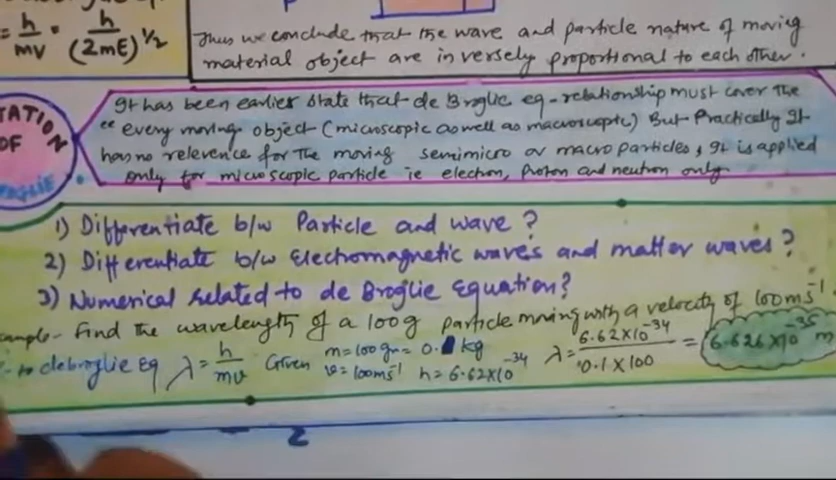 = h/mv = h/(2mE)^1/2
Thus we conclude that the wave and particle nature of moving
material object are inversely proportional to each other.
TATION
OF
It has been earlier state that de Broglie eq-relationship must cover the
"every moving object (microscopic as well as macroscopic) But Practically It
has no relevence for The moving semimicro or macro particles, It is applied
only for microscopic particle ie electron, Proton and neutron only
1) Differentiate b/w Particle and wave?
2) Differentiate b/w Electromagnetic waves and matter waves?
3) Numerical related to de Broglie Equation?
ample- Find the wavelength of a 100g particle moving with a velocity of 100ms⁻¹
to debroglie Eq λ = h/mv Given m=100gm= 0.1 kg
v= 100ms⁻¹ h= 6.62×10⁻³⁴ λ= 6.62×10⁻³⁴/0.1×100 = 6.626×10⁻³⁵ m